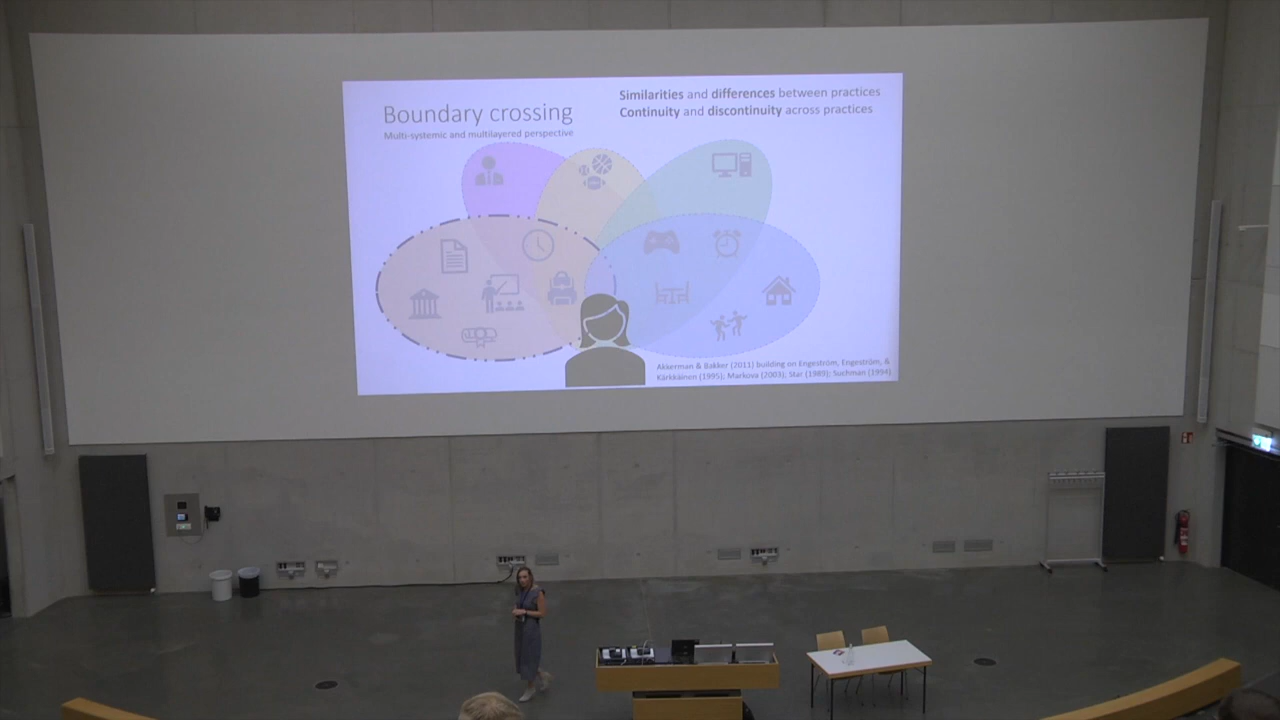 Boundary crossing
Multi-systemic and multilayered perspective
Similarities and differences between practices
Continuity and discontinuity across practices
Akkerman & Bakker (2011) building on Engeström, Engeström, &
Kärkkäinen (1995); Markova (2003); Star (1989); Suchman (1994)